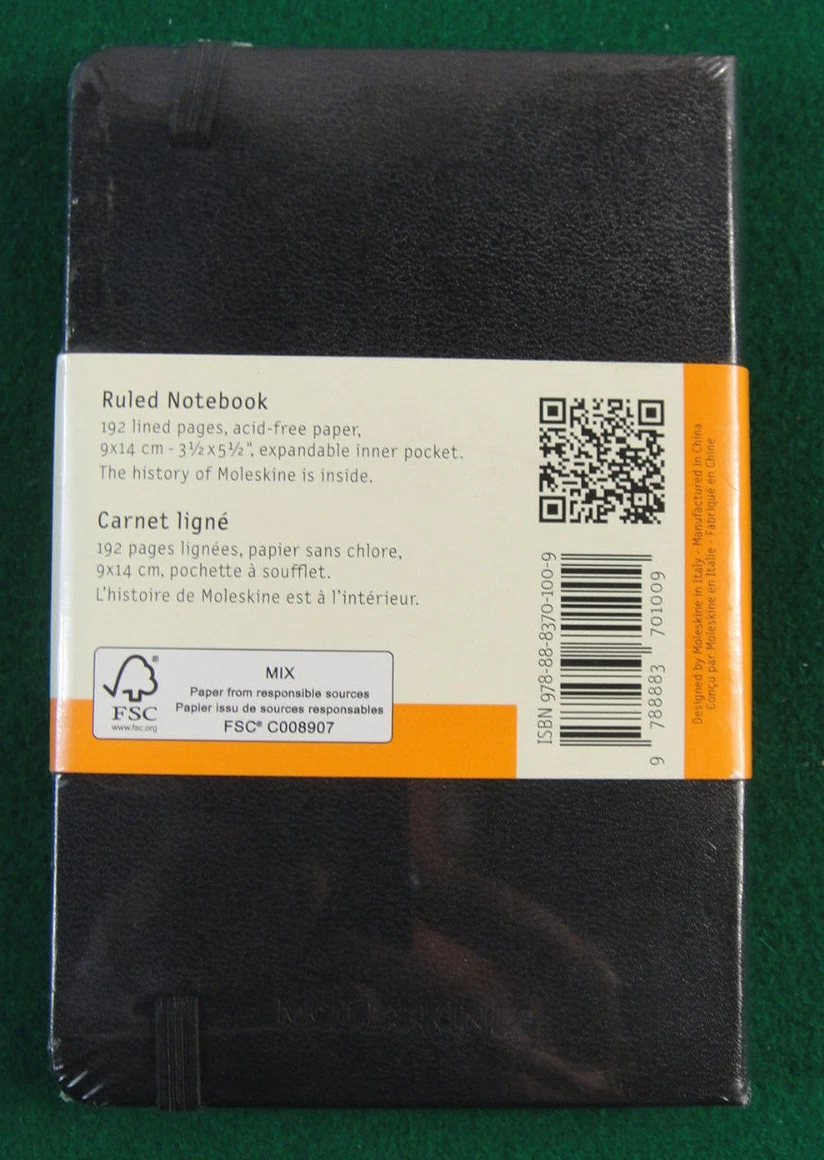 Ruled Notebook
192 lined pages, acid-free paper,
9x14 cm - 3½x5½", expandable inner pocket.
The history of Moleskine is inside.
Carnet ligné
192 pages lignées, papier sans chlore,
9x14 cm, pochette à soufflet.
L'histoire de Moleskine est à l'intérieur.
FSC®
www.fsc.org
MIX
Paper from responsible sources
Papier issu de sources responsables
FSC® C008907
ISBN 978-88-8370-100-9
9 788883 701009
Designed by Moleskine in Italy - Manufactured in China
Conçu par Moleskine en Italie - Fabriqué en Chine
MOLESKINE